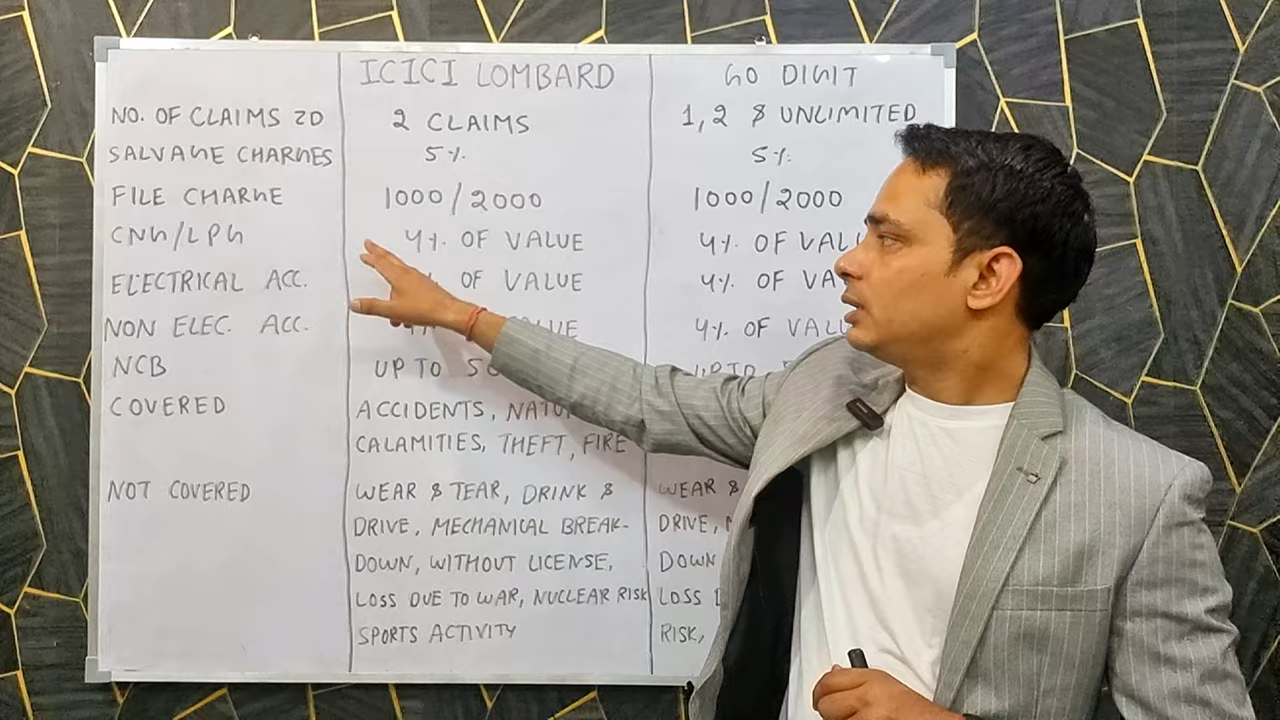 ICICI LOMBARD GO DIGIT
NO. OF CLAIMS ZD 2 CLAIMS 1, 2 & UNLIMITED
SALVAGE CHARGES 5% 5%
FILE CHARGE 1000/2000 1000/2000
CNG/LPG 4% OF VALUE 4% OF
ELECTRICAL ACC. OF VALUE 4% OF
NON ELEC. ACC. 4% OF
NCB UP TO UPTO
COVERED ACCIDENTS,
CALAMITIES, THEFT, FIRE
NOT COVERED WEAR & TEAR, DRINK & WEAR &
DRIVE, MECHANICAL BREAK- DRIVE,
DOWN, WITHOUT LICENSE, DOWN
LOSS DUE TO WAR, NUCLEAR RISK LOSS
SPORTS ACTIVITY RISK,